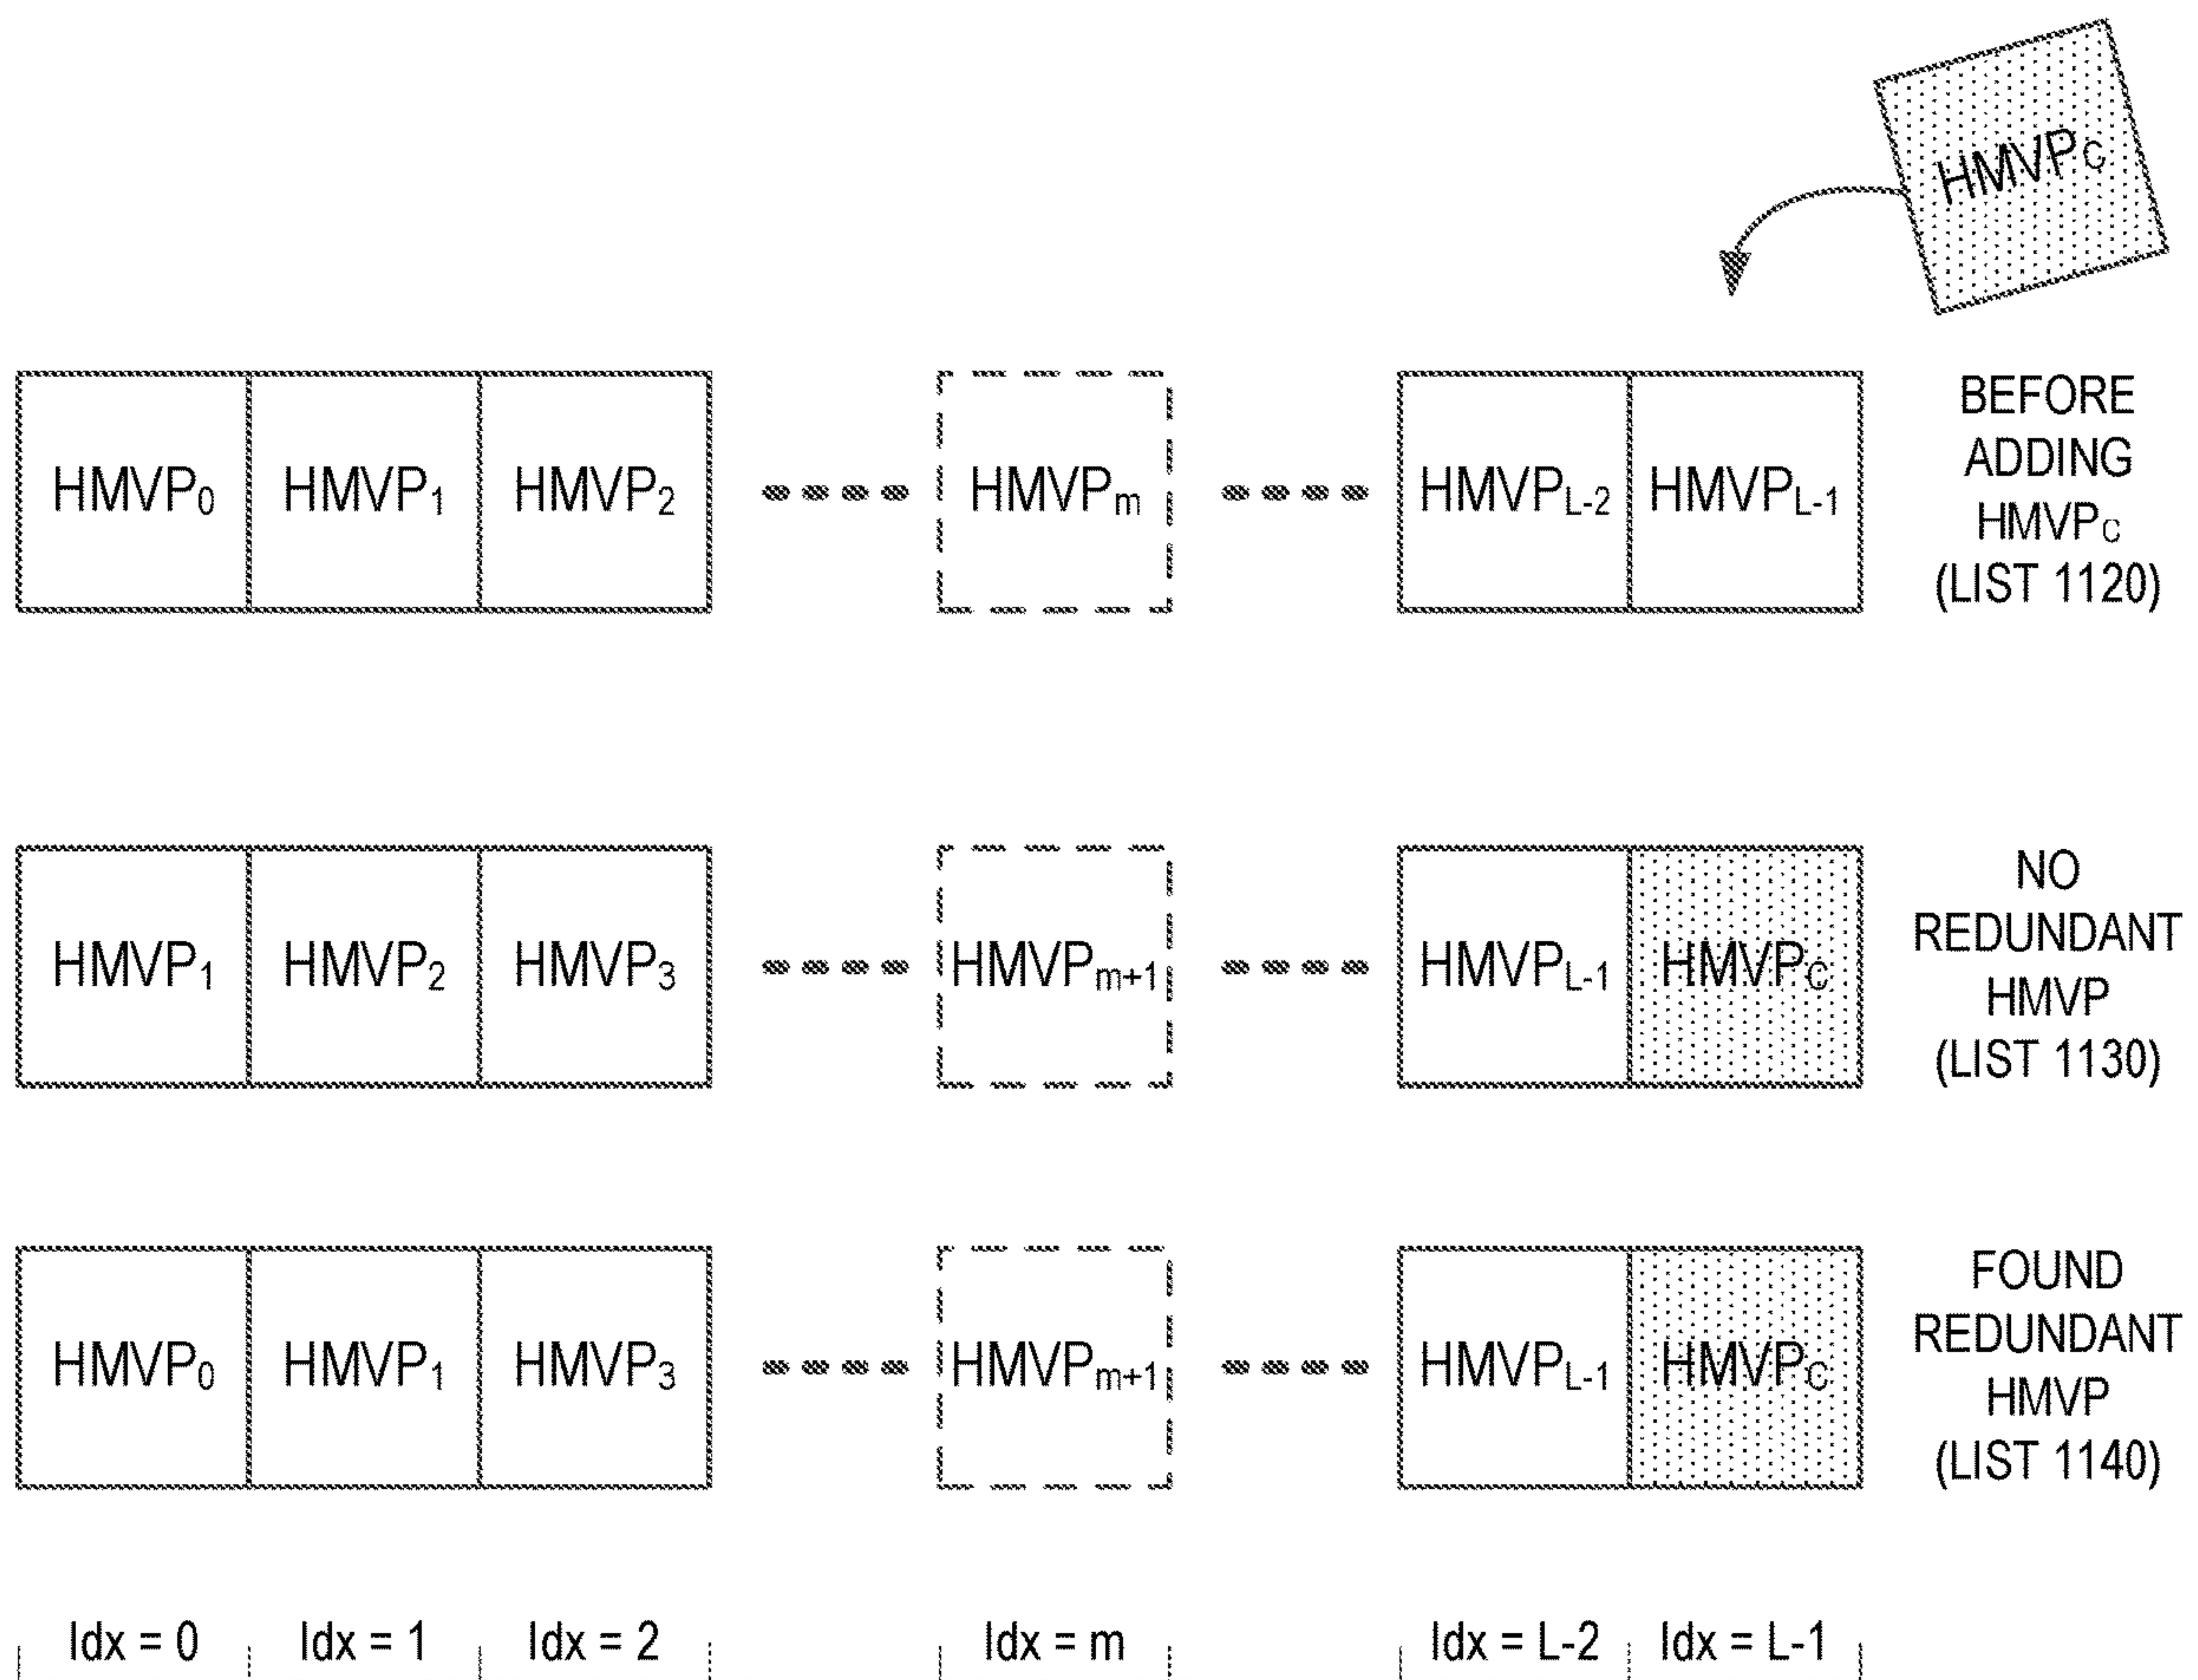 HMVPC
HMVP0 HMVP1 HMVP2 HMVPm HMVPL-2 HMVPL-1
BEFORE
ADDING
HMVPC
(LIST 1120)
HMVP1 HMVP2 HMVP3 HMVPm+1 HMVPL-1 HMVPC
NO
REDUNDANT
HMVP
(LIST 1130)
HMVP0 HMVP1 HMVP3 HMVPm+1 HMVPL-1 HMVPC
FOUND
REDUNDANT
HMVP
(LIST 1140)
Idx = 0 Idx = 1 Idx = 2 Idx = m Idx = L-2 Idx = L-1